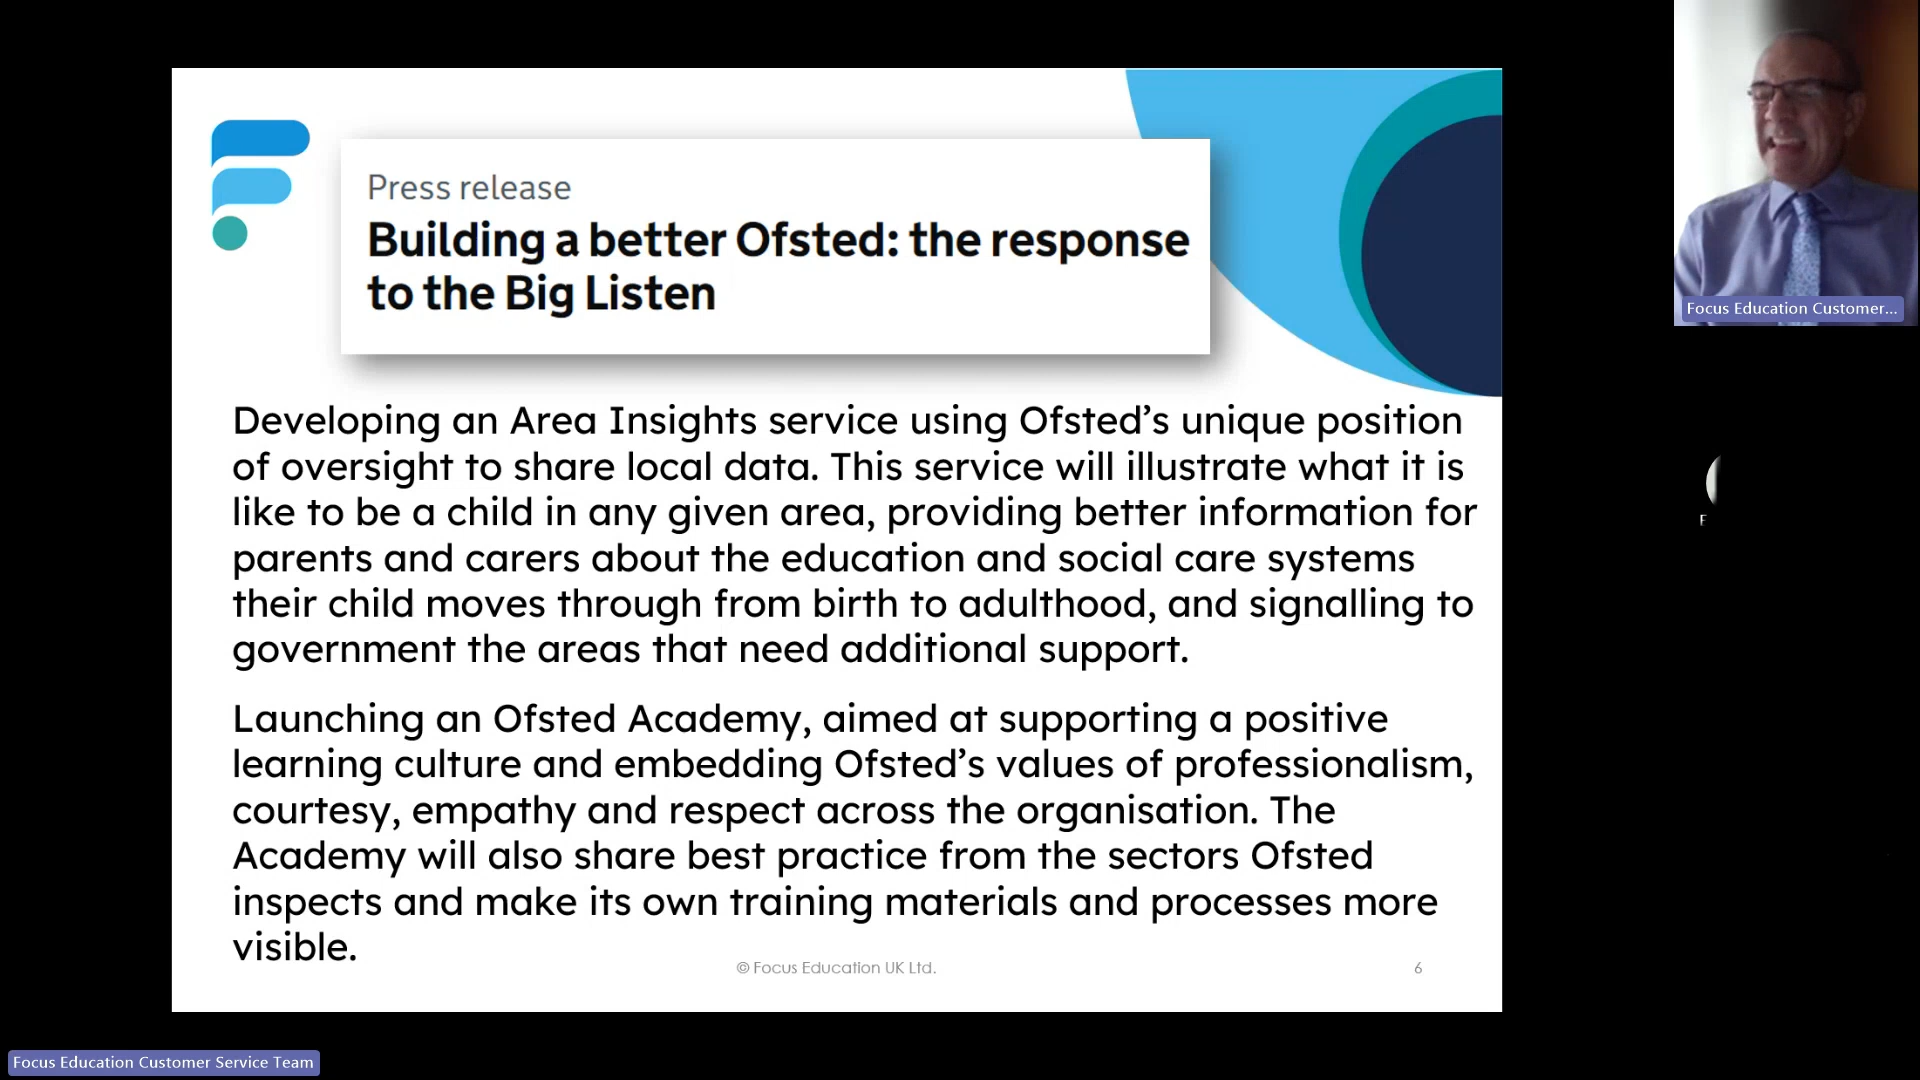 Press release
Building a better Ofsted: the response
to the Big Listen
Developing an Area Insights service using Ofsted’s unique position
of oversight to share local data. This service will illustrate what it is
like to be a child in any given area, providing better information for
parents and carers about the education and social care systems
their child moves through from birth to adulthood, and signalling to
government the areas that need additional support.
Launching an Ofsted Academy, aimed at supporting a positive
learning culture and embedding Ofsted’s values of professionalism,
courtesy, empathy and respect across the organisation. The
Academy will also share best practice from the sectors Ofsted
inspects and make its own training materials and processes more
visible.
© Focus Education UK Ltd.
6
Focus Education Customer...
F
Focus Education Customer Service Team